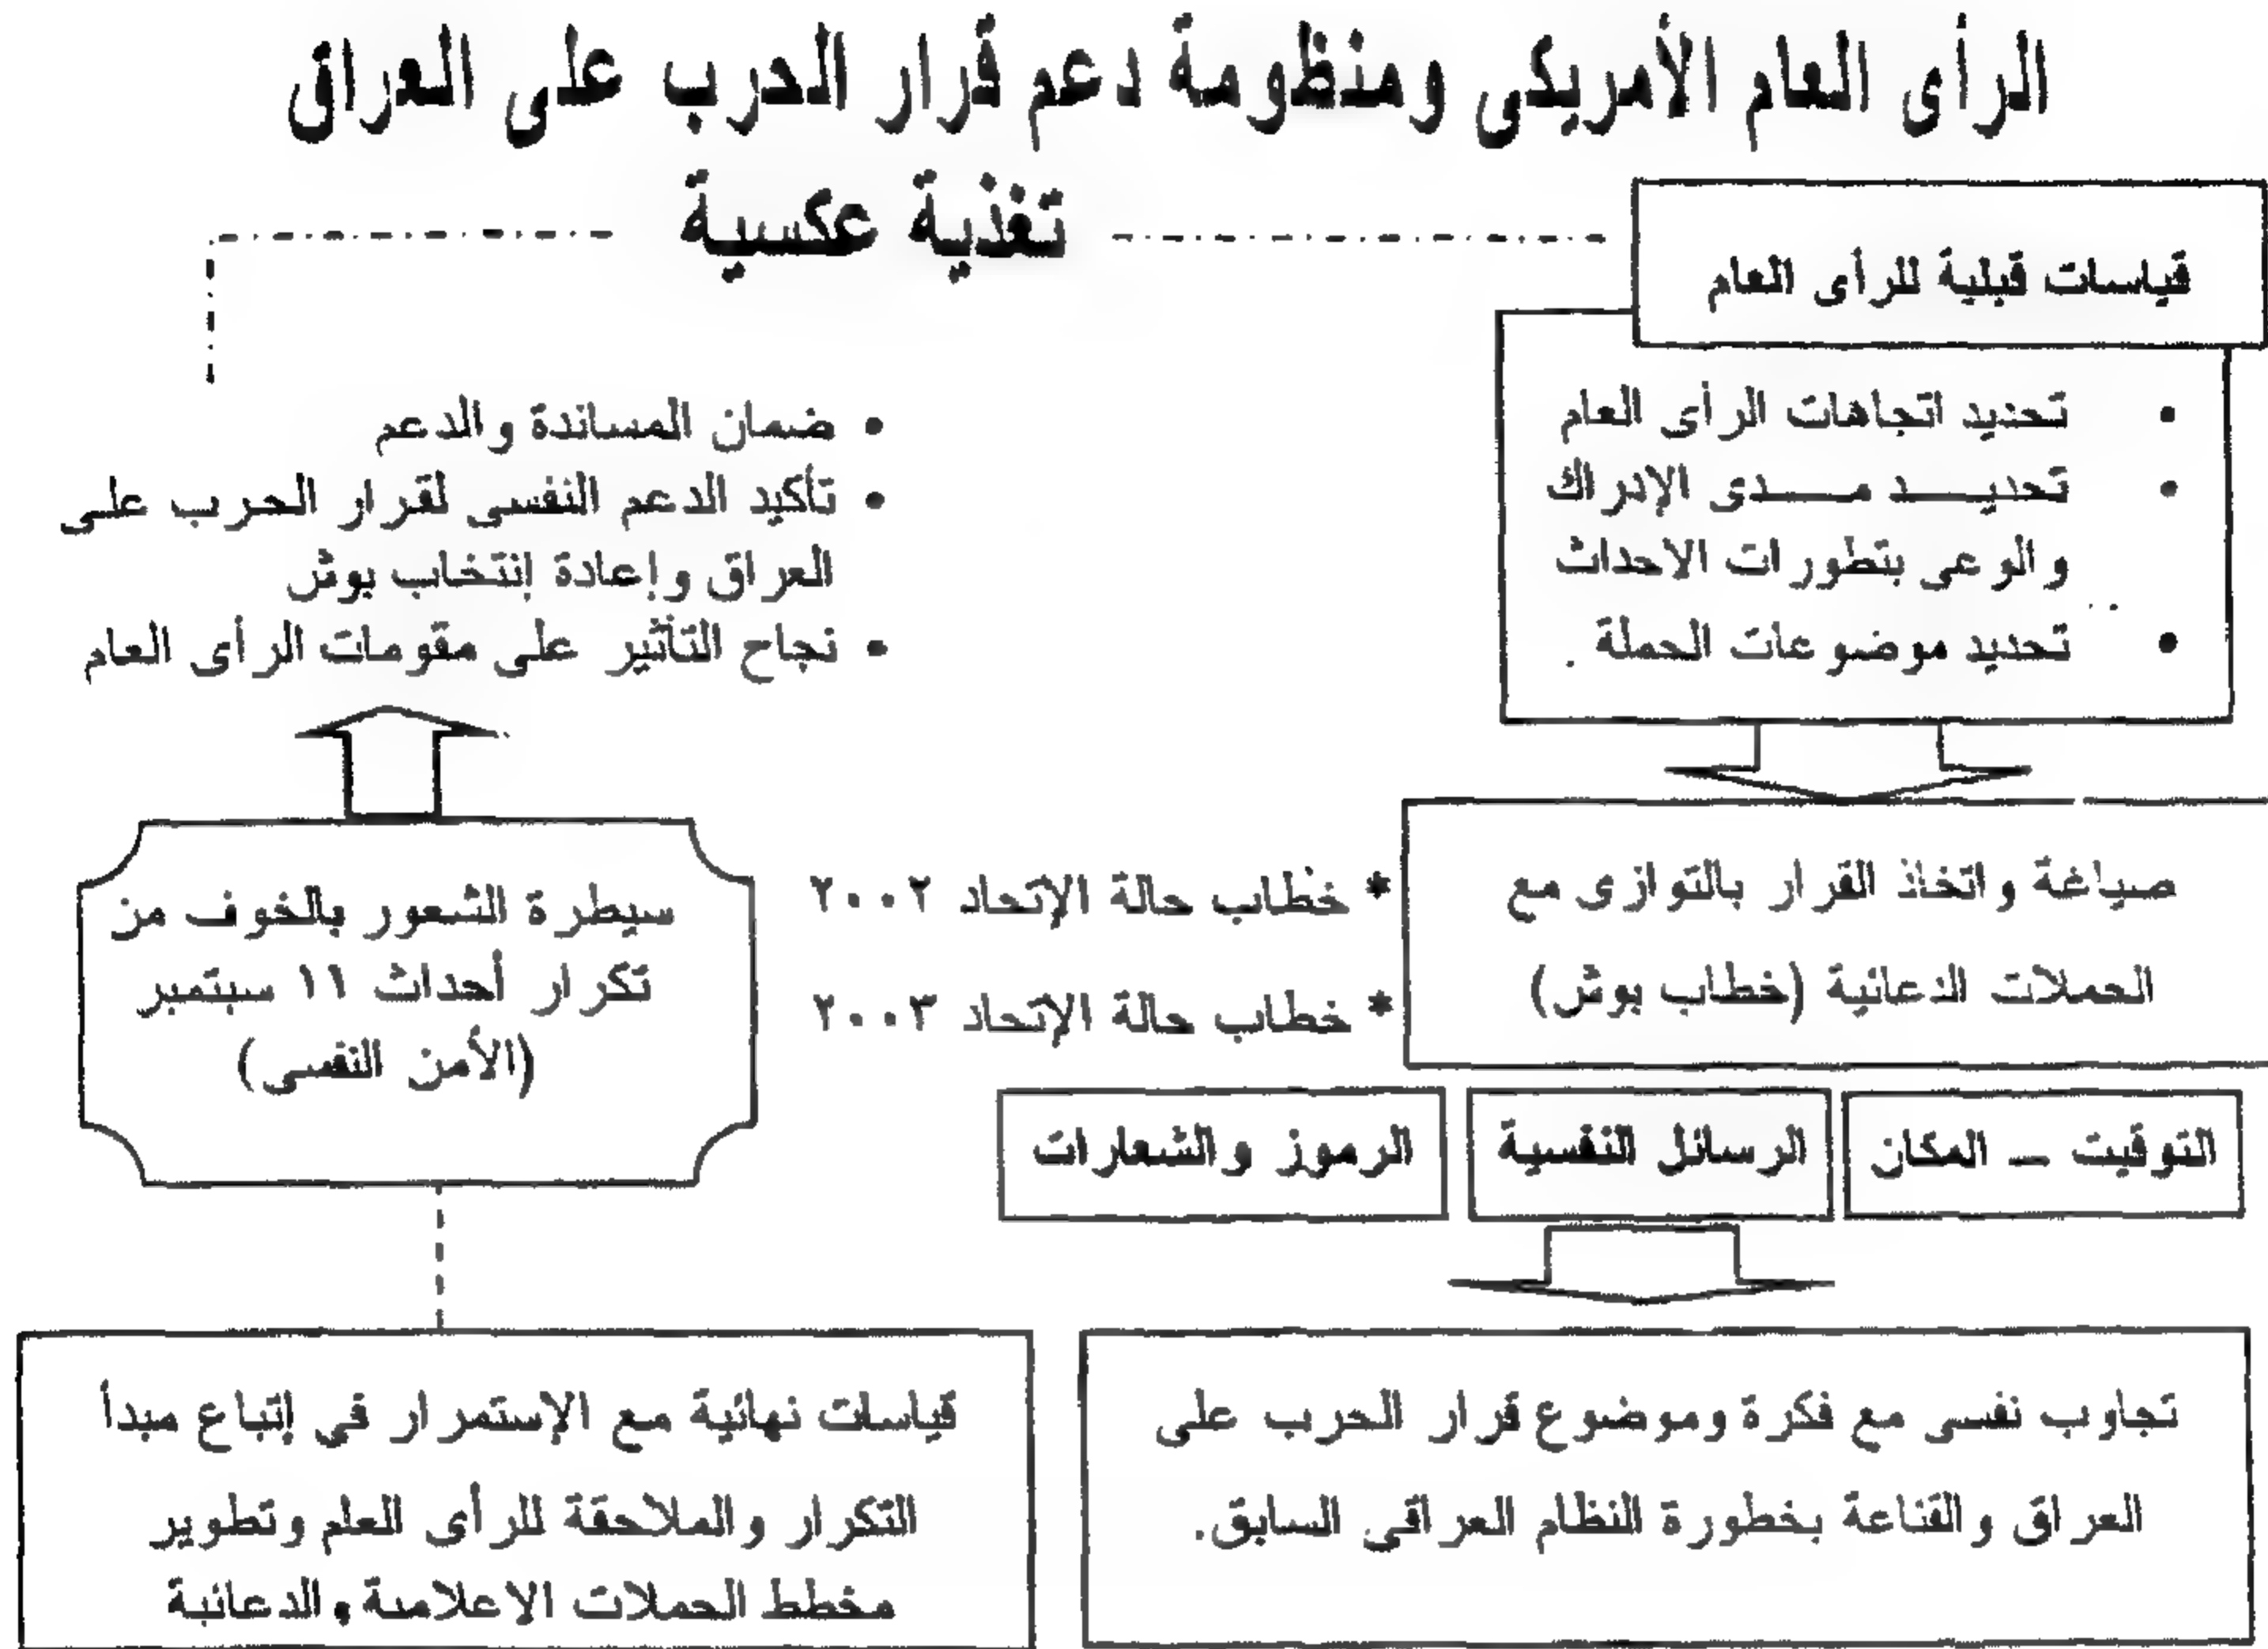 الرأى العام الأمريكى ومنظومة دعم قرار الحرب على العراق
تغذية عكسية
قياسات قبلية للرأى العام
• تحديد اتجاهات الرأى العام
• تحديد مدى الإدراك
والوعى بتطورات الاحداث
• تحديد موضوعات الحملة .
صياغة واتخاذ القرار بالتوازى مع
الحملات الدعائية (خطاب بوش)
* خطاب حالة الإتحاد ٢٠٠٢
* خطاب حالة الإتحاد ٢٠٠٣
التوقيت – المكان
الرسائل النفسية
الرموز والشعارات
تجاوب نفسى مع فكرة وموضوع قرار الحرب على
العراق والقناعة بخطورة النظام العراقى السابق.
قياسات نهائية مع الإستمرار في إتباع مبدأ
التكرار والملاحقة للرأى العام وتطوير
مخطط الحملات الاعلامية والدعائية
سيطرة الشعور بالخوف من
تكرار أحداث ١١ سبتمبر
(الأمن النفسى)
• ضمان المساندة والدعم
• تأكيد الدعم النفسى لقرار الحرب على
العراق وإعادة إنتخاب بوش
• نجاح التأثير على مقومات الرأى العام